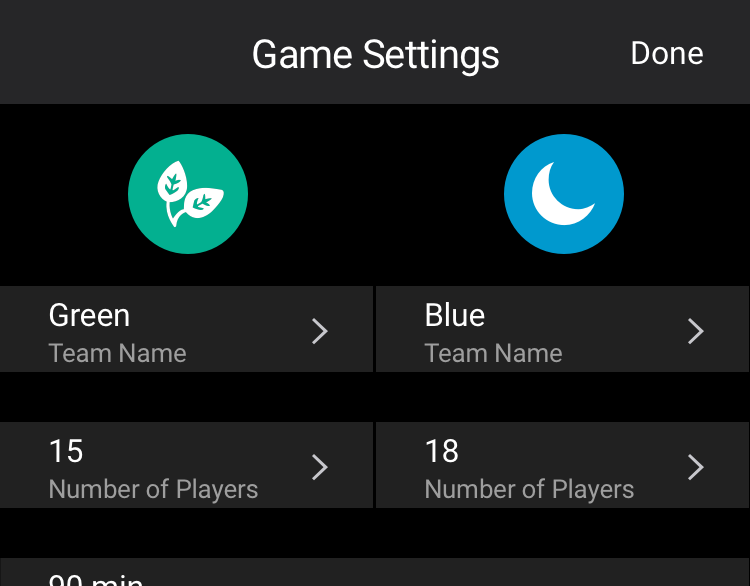 Game Settings
Done
Green
Team Name
Blue
Team Name
15
Number of Players
18
Number of Players
90 min